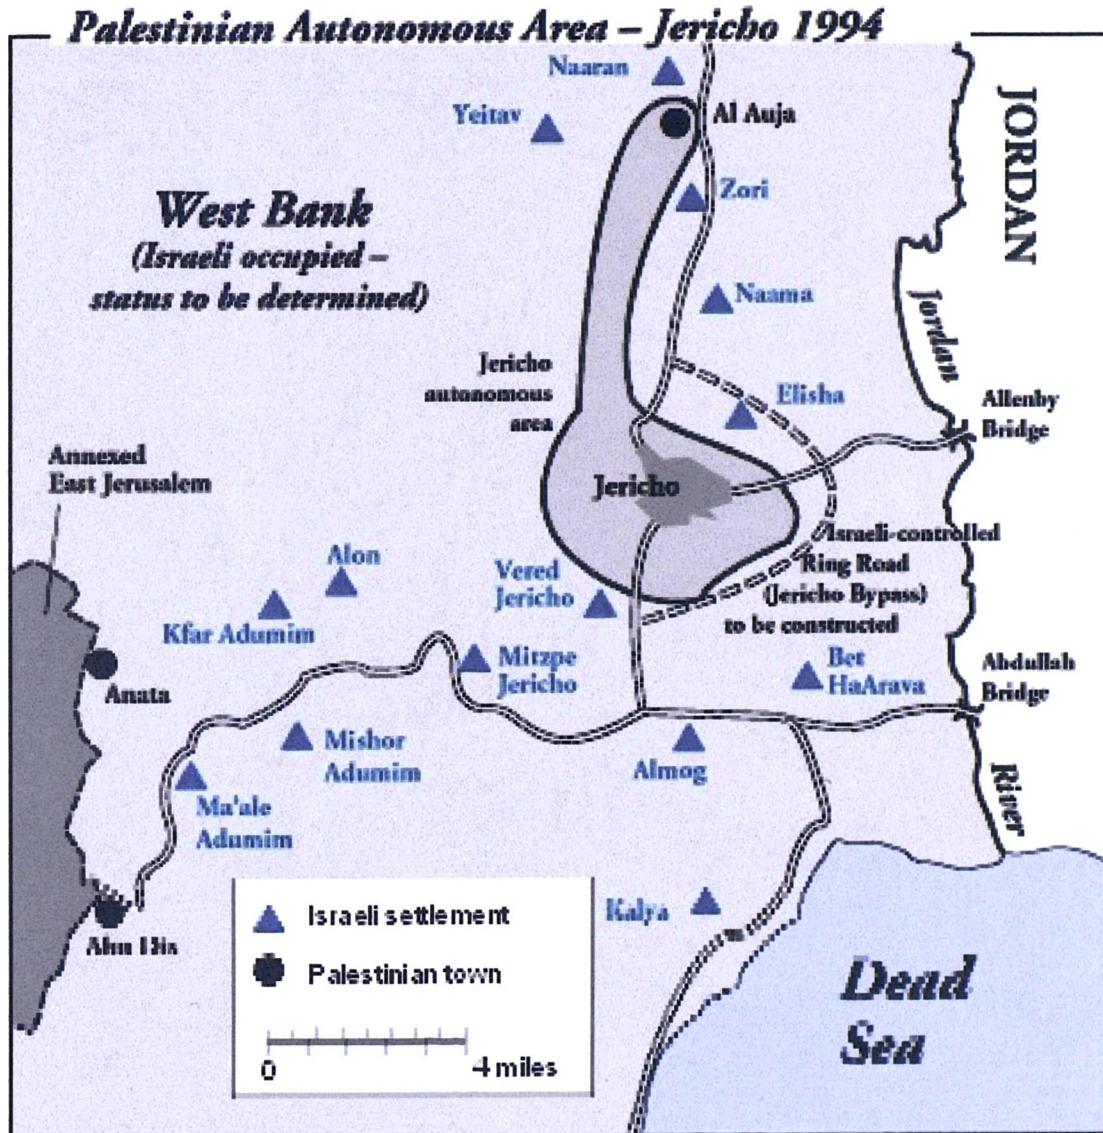 Palestinian Autonomous Area – Jericho 1994
Naaran
Yeitav
Al Auja
JORDAN
Zori
West Bank
(Israeli occupied –
status to be determined)
Naama
Jordan
Jericho
autonomous
area
Elisha
Allenby
Bridge
Annexed
East Jerusalem
Jericho
Israeli-controlled
Ring Road
(Jericho Bypass)
to be constructed
Alon
Vered
Jericho
Kfar Adumim
Mitzpe
Jericho
Bet
HaArava
Abdullah
Bridge
Anata
Mishor
Adumim
Almog
River
Ma'ale
Adumim
Kalya
Israeli settlement
Palestinian town
0
4 miles
Dead
Sea